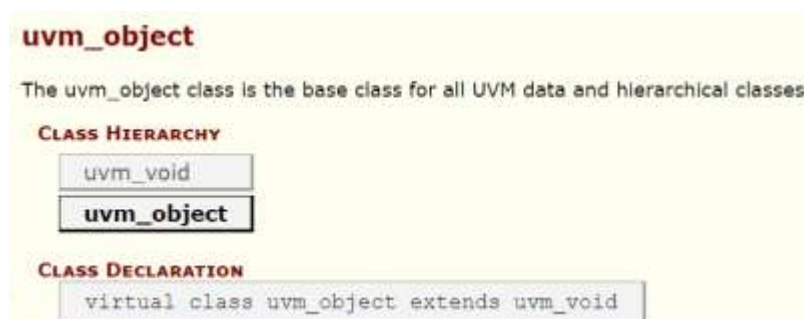 uvm_object
The uvm_object class is the base class for all UVM data and hierarchical classes
CLASS HIERARCHY
uvm_void
uvm_object
CLASS DECLARATION
virtual class uvm_object extends uvm_void